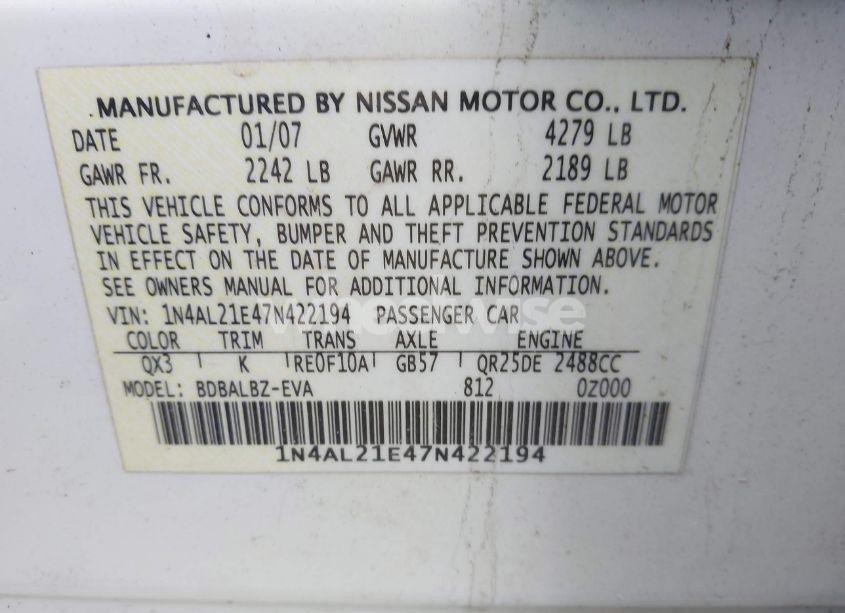 MANUFACTURED BY NISSAN MOTOR CO., LTD.
DATE 01/07 GVWR 4279 LB
GAWR FR. 2242 LB GAWR RR. 2189 LB
THIS VEHICLE CONFORMS TO ALL APPLICABLE FEDERAL MOTOR
VEHICLE SAFETY, BUMPER AND THEFT PREVENTION STANDARDS
IN EFFECT ON THE DATE OF MANUFACTURE SHOWN ABOVE.
SEE OWNERS MANUAL FOR ADDITIONAL INFORMATION.
VIN: 1N4AL21E47N422194 PASSENGER CAR
COLOR TRIM TRANS AXLE ENGINE
QX3 K RE0F10A GB57 QR25DE 2488CC
MODEL: BDBALBZ-EVA 812 0Z000
1N4AL21E47N422194